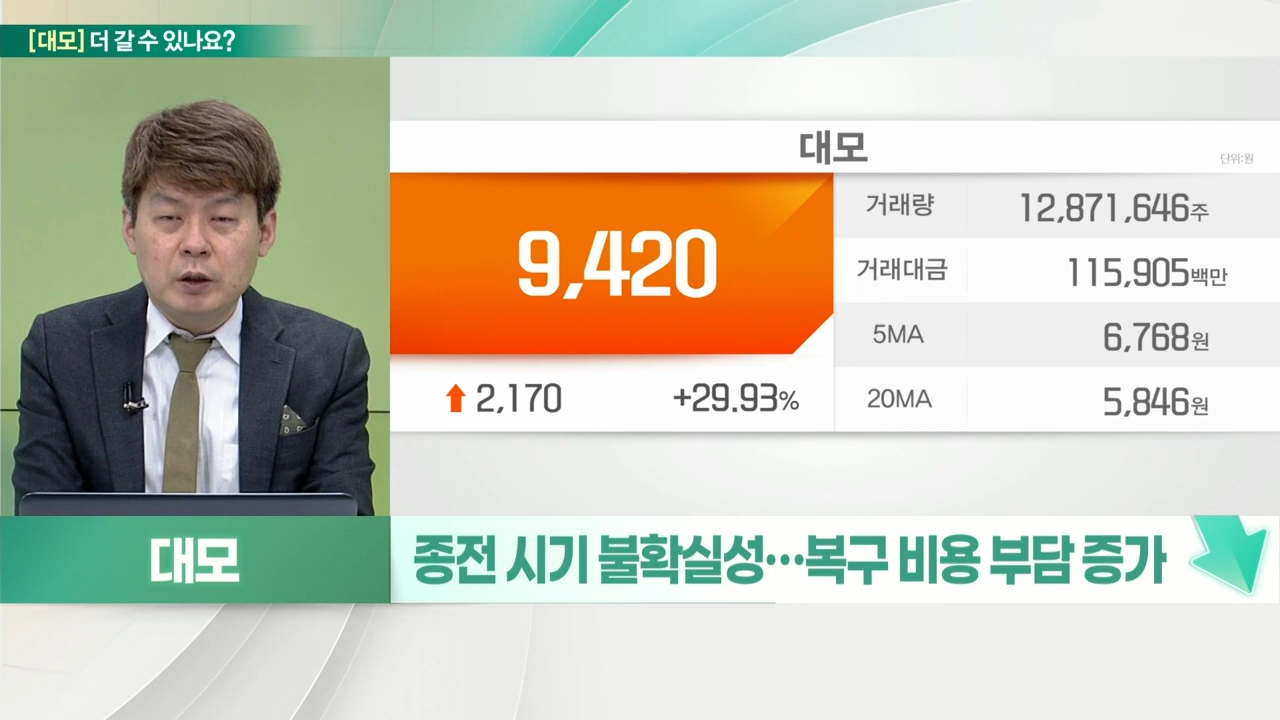 [대모] 더 갈 수 있나요?
대모
단위:원
9,420
2,170 +29.93%
거래량 12,871,646주
거래대금 115,905백만
5MA 6,768원
20MA 5,846원
대모
종전 시기 불확실성…복구 비용 부담 증가